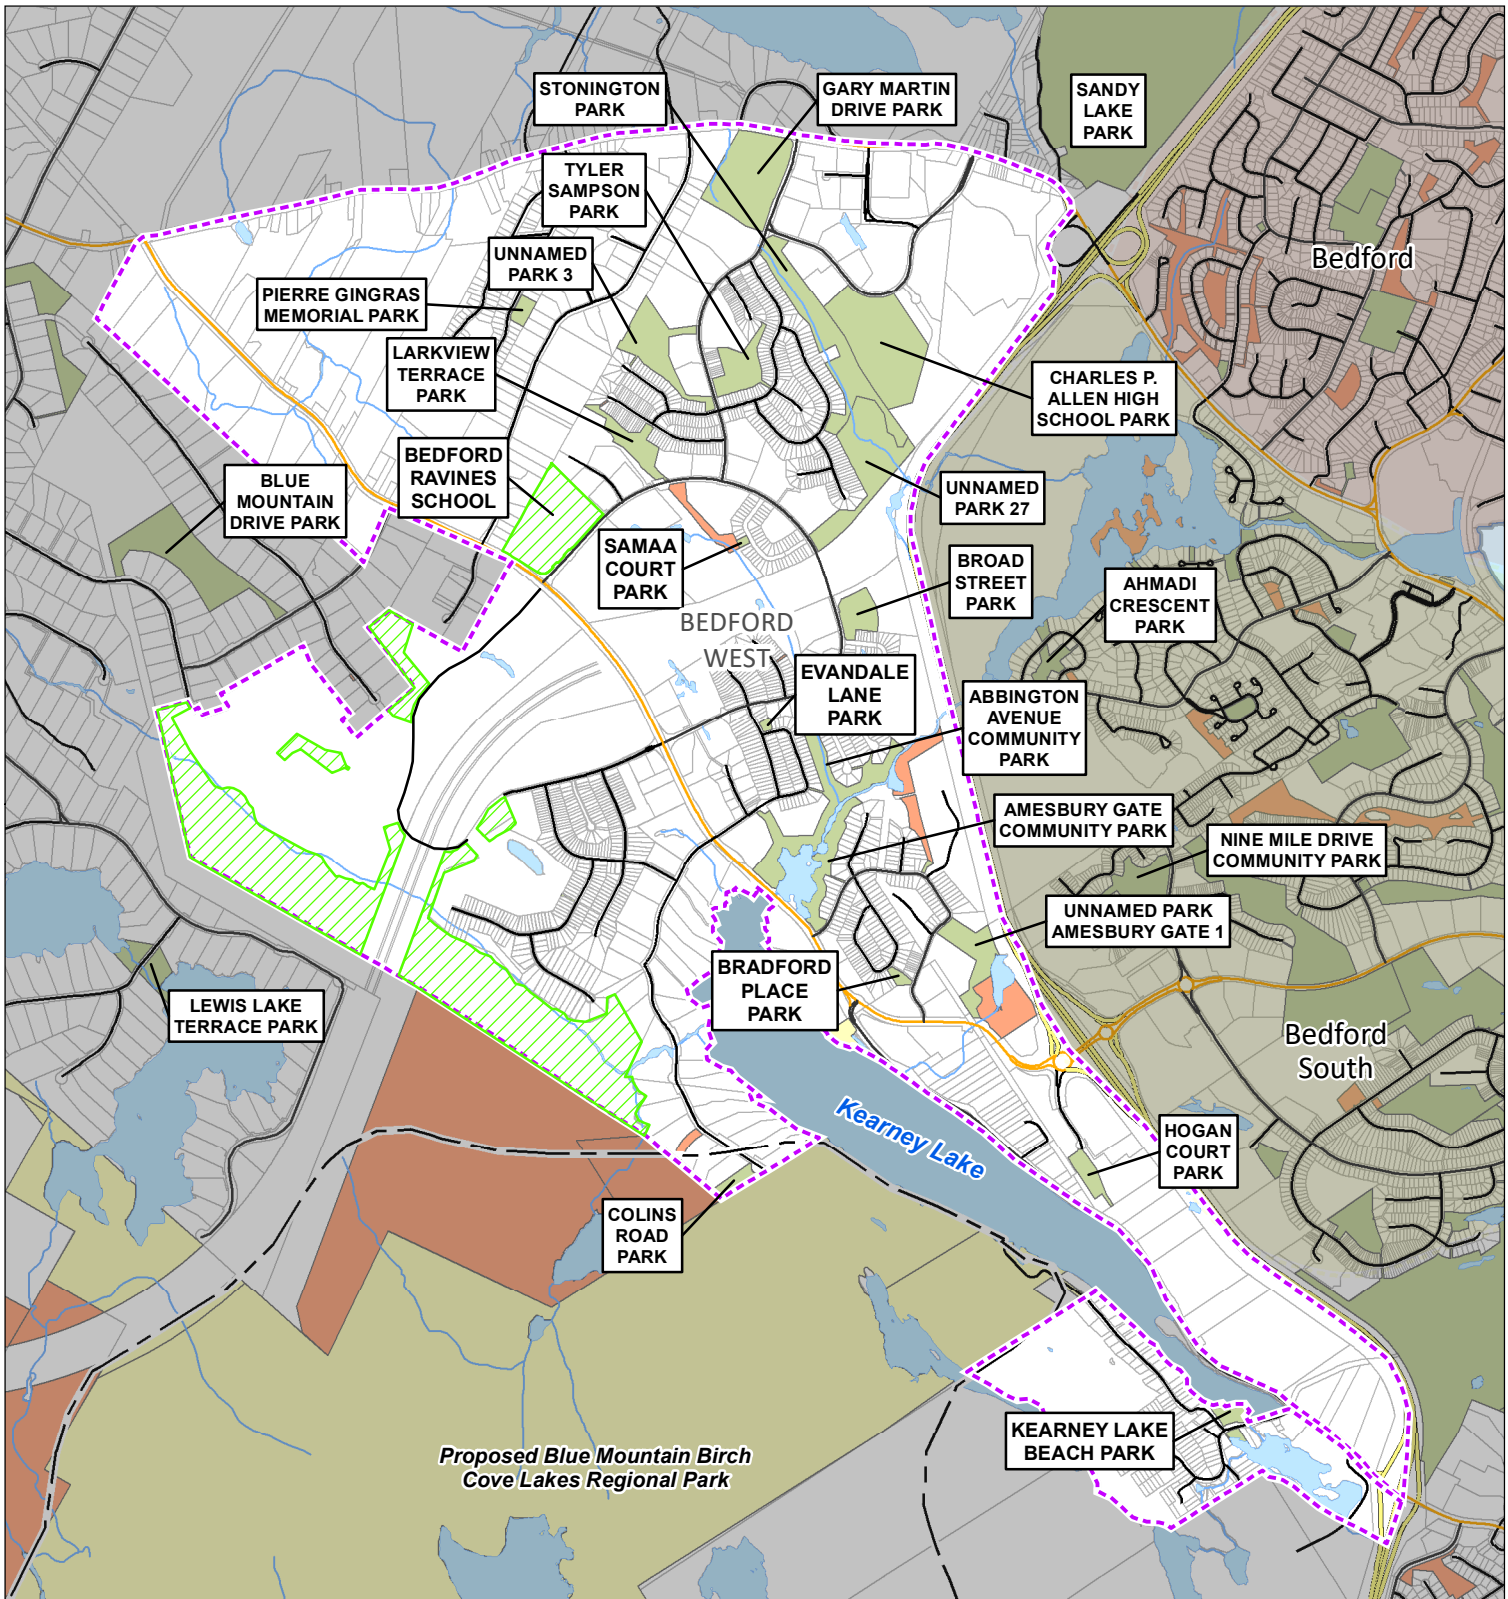 STONINGTON
PARK
GARY MARTIN
DRIVE PARK
SANDY
LAKE
PARK
TYLER
SAMPSON
PARK
UNNAMED
PARK 3
Bedford
PIERRE GINGRAS
MEMORIAL PARK
LARKVIEW
TERRACE
PARK
CHARLES P.
ALLEN HIGH
SCHOOL PARK
BEDFORD
RAVINES
SCHOOL
BLUE
MOUNTAIN
DRIVE PARK
UNNAMED
PARK 27
SAMAA
COURT
PARK
BROAD
STREET
PARK
AHMADI
CRESCENT
PARK
BEDFORD
WEST
EVANDALE
LANE
PARK
ABBINGTON
AVENUE
COMMUNITY
PARK
AMESBURY GATE
COMMUNITY PARK
NINE MILE DRIVE
COMMUNITY PARK
UNNAMED PARK
AMESBURY GATE 1
BRADFORD
PLACE
PARK
LEWIS LAKE
TERRACE PARK
Bedford
South
Kearney Lake
HOGAN
COURT
PARK
COLINS
ROAD
PARK
KEARNEY LAKE
BEACH PARK
Proposed Blue Mountain Birch
Cove Lakes Regional Park